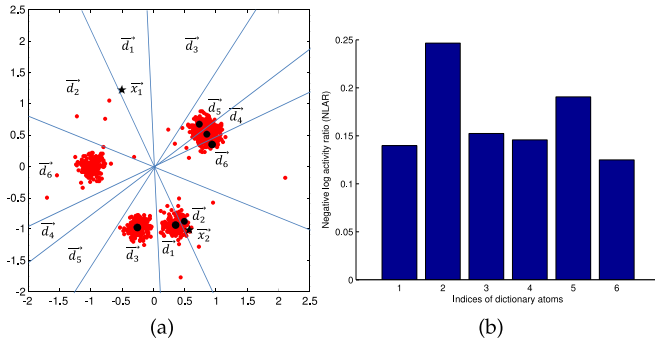 2.5
2
1.5
1
0.5
0
-0.5
-1
-1.5
-2
-2 -1.5 -1 -0.5 0 0.5 1 1.5 2 2.5
d1
d3
d2
x1
d5
d4
d6
d6
d4
d5
d3
d1
d2
x2
(a)
0.25
0.2
0.15
0.1
0.05
0
Negative log activity ratio (NLAR)
1 2 3 4 5 6
Indices of dictionary atoms
(b)